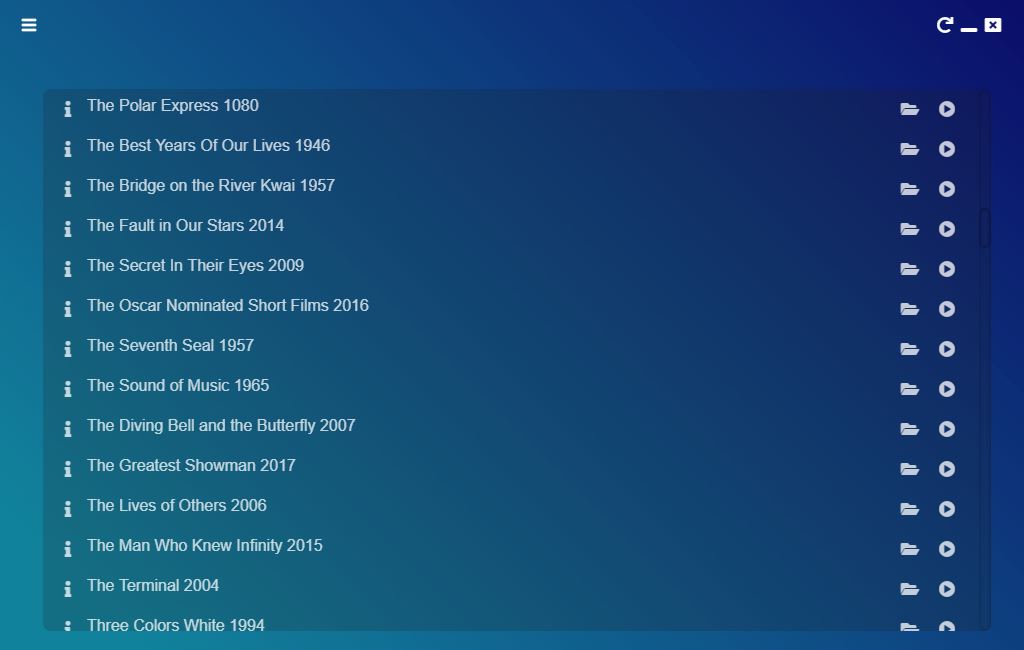 The Polar Express 1080
The Best Years Of Our Lives 1946
The Bridge on the River Kwai 1957
The Fault in Our Stars 2014
The Secret In Their Eyes 2009
The Oscar Nominated Short Films 2016
The Seventh Seal 1957
The Sound of Music 1965
The Diving Bell and the Butterfly 2007
The Greatest Showman 2017
The Lives of Others 2006
The Man Who Knew Infinity 2015
The Terminal 2004
Three Colors White 1994